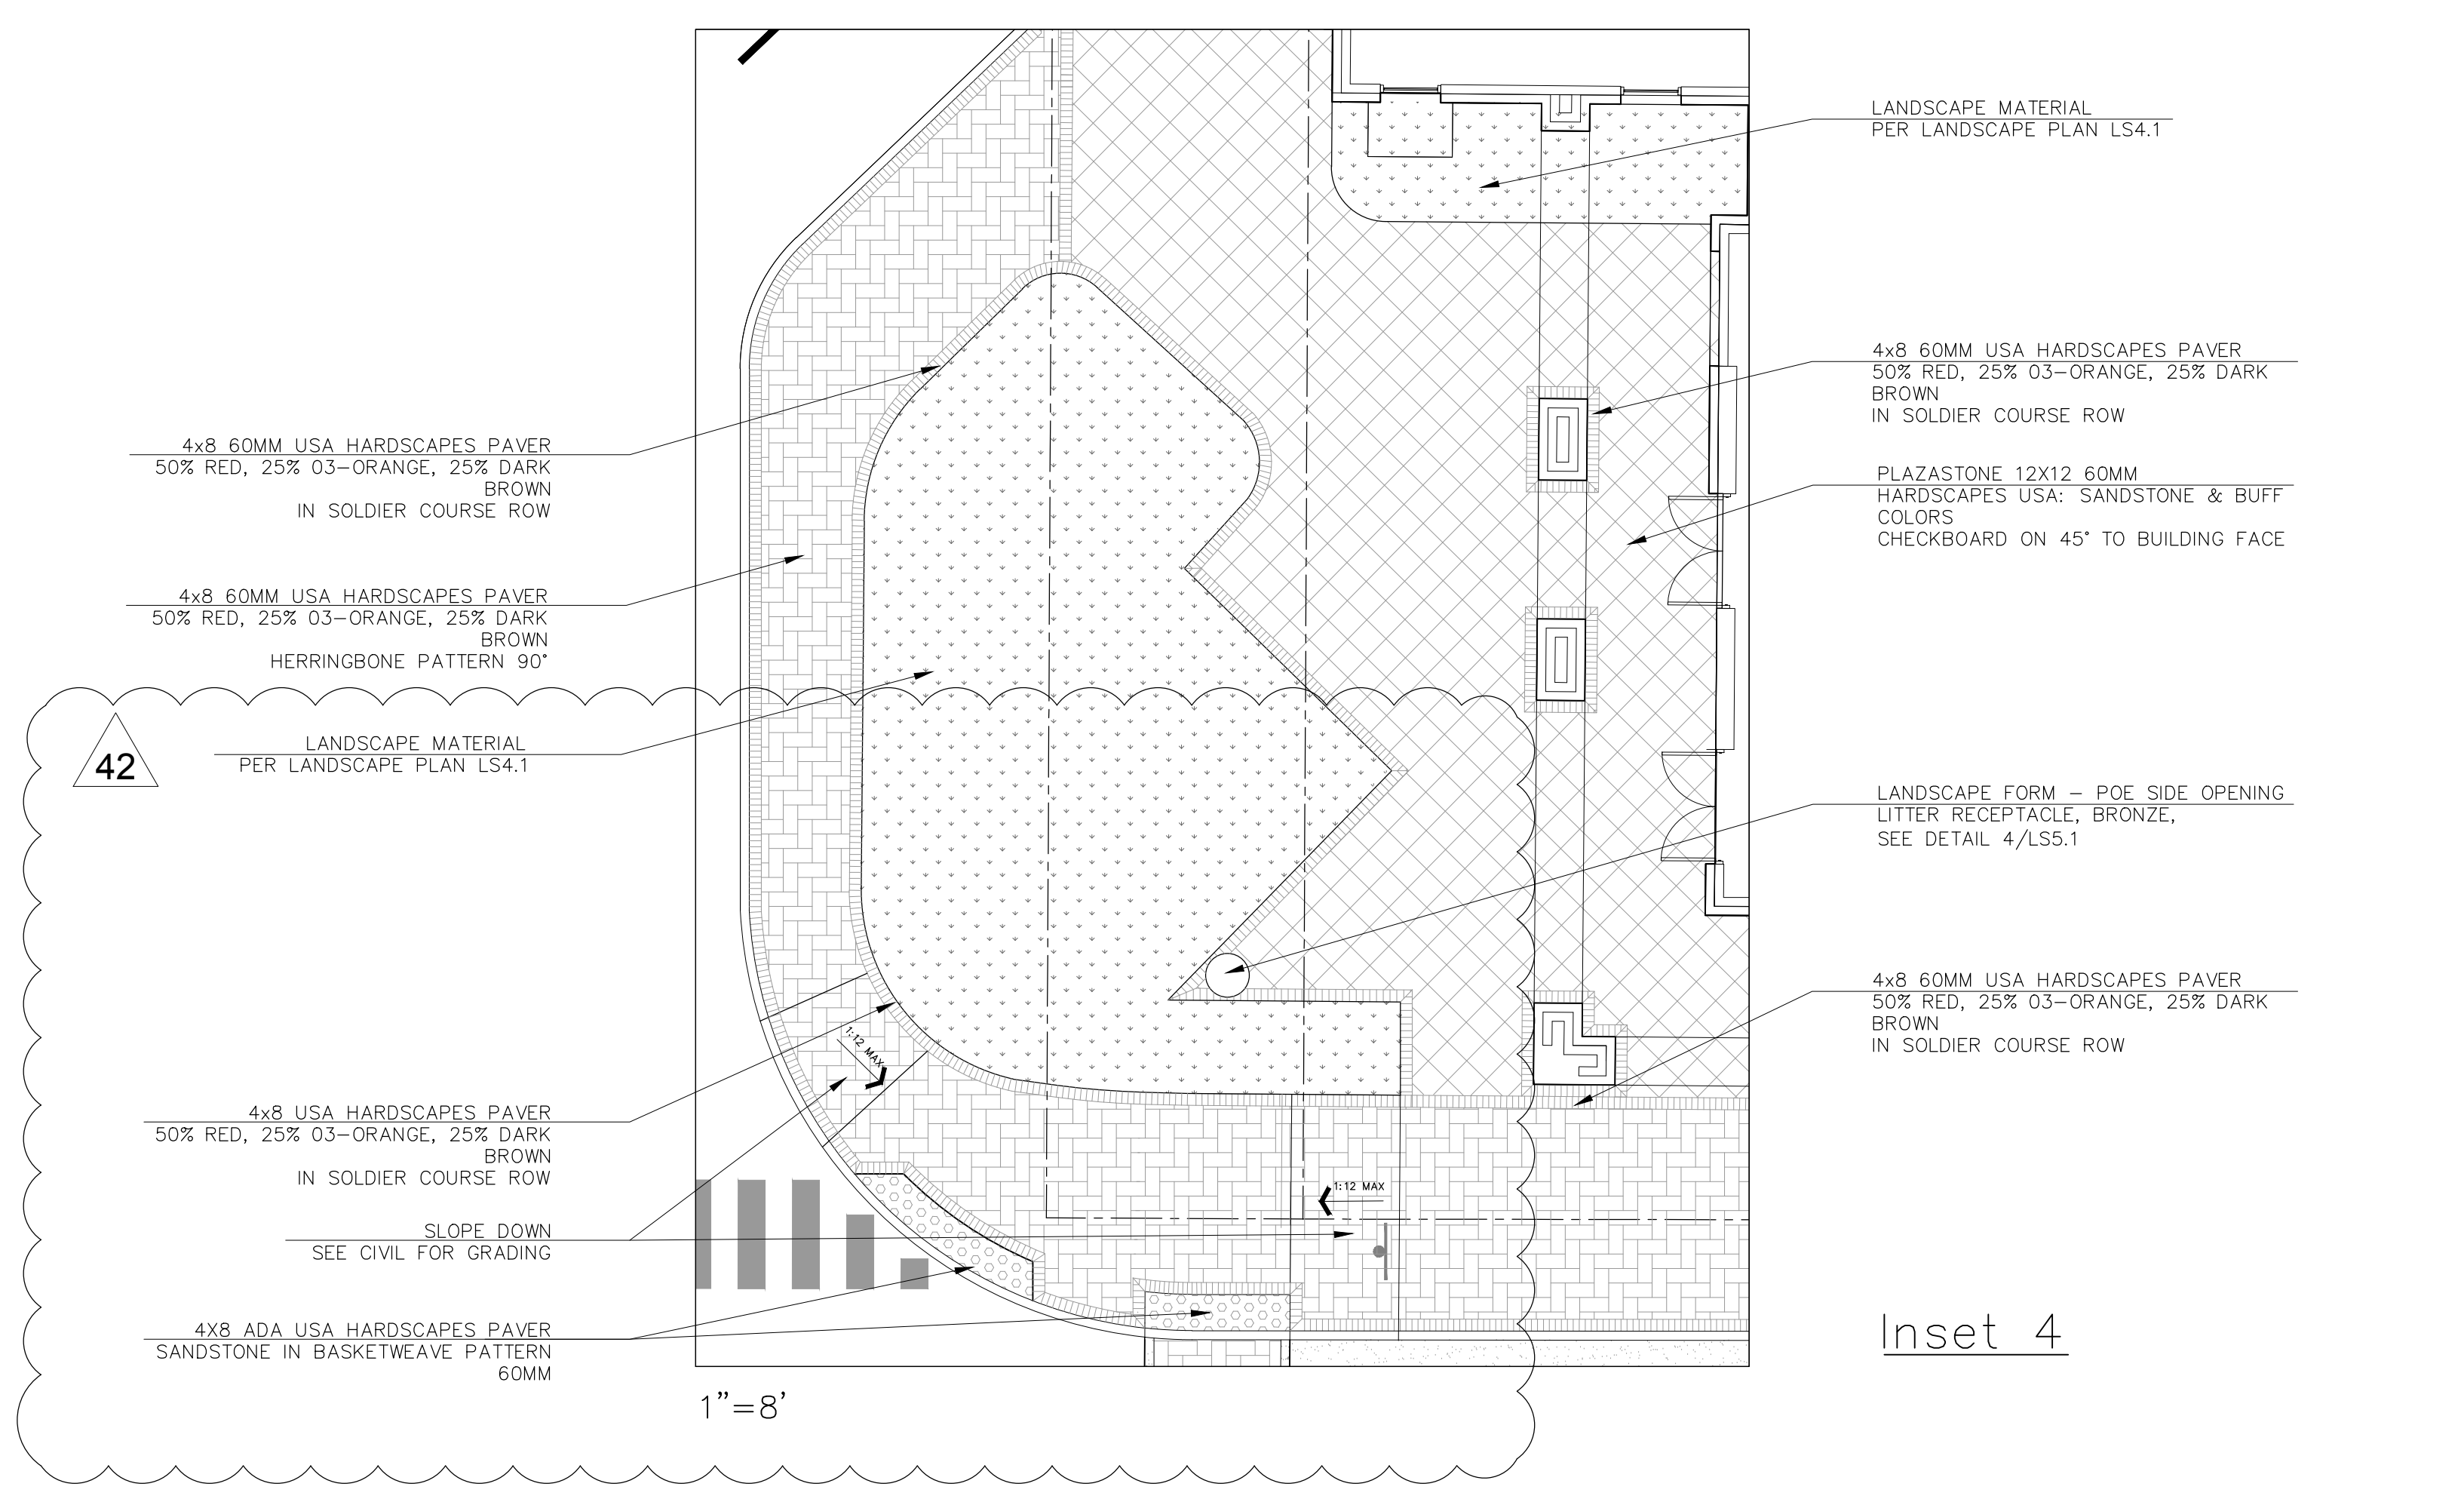 LANDSCAPE MATERIAL
PER LANDSCAPE PLAN LS4.1
4x8 60MM USA HARDSCAPES PAVER
50% RED, 25% 03-ORANGE, 25% DARK
BROWN
IN SOLDIER COURSE ROW
PLAZASTONE 12X12 60MM
HARDSCAPES USA: SANDSTONE & BUFF
COLORS
CHECKBOARD ON 45° TO BUILDING FACE
LANDSCAPE FORM - POE SIDE OPENING
LITTER RECEPTACLE, BRONZE,
SEE DETAIL 4/LS5.1
4x8 60MM USA HARDSCAPES PAVER
50% RED, 25% 03-ORANGE, 25% DARK
BROWN
IN SOLDIER COURSE ROW
4x8 60MM USA HARDSCAPES PAVER
50% RED, 25% 03-ORANGE, 25% DARK
BROWN
IN SOLDIER COURSE ROW
4x8 60MM USA HARDSCAPES PAVER
50% RED, 25% 03-ORANGE, 25% DARK
BROWN
HERRINGBONE PATTERN 90°
42
LANDSCAPE MATERIAL
PER LANDSCAPE PLAN LS4.1
4x8 USA HARDSCAPES PAVER
50% RED, 25% 03-ORANGE, 25% DARK
BROWN
IN SOLDIER COURSE ROW
SLOPE DOWN
SEE CIVIL FOR GRADING
4X8 ADA USA HARDSCAPES PAVER
SANDSTONE IN BASKETWEAVE PATTERN
60MM
1:12 MAX
1:12 MAX
1"=8'
Inset 4